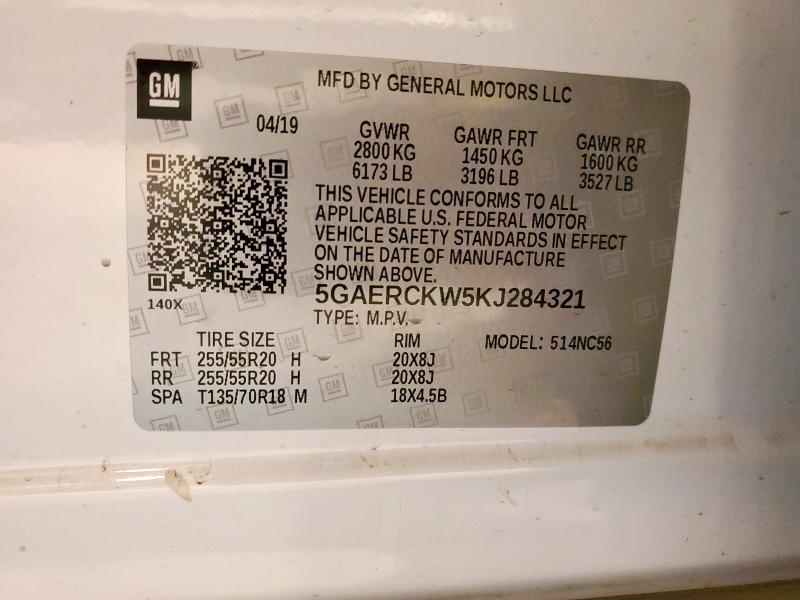 GM
MFD BY GENERAL MOTORS LLC
04/19
GVWR GAWR FRT GAWR RR
2800 KG 1450 KG 1600 KG
6173 LB 3196 LB 3527 LB
THIS VEHICLE CONFORMS TO ALL
APPLICABLE U.S. FEDERAL MOTOR
VEHICLE SAFETY STANDARDS IN EFFECT
ON THE DATE OF MANUFACTURE
SHOWN ABOVE.
140X
5GAERCKW5KJ284321
TYPE: M.P.V.
TIRE SIZE RIM MODEL: 514NC56
FRT 255/55R20 H 20X8J
RR 255/55R20 H 20X8J
SPA T135/70R18 M 18X4.5B